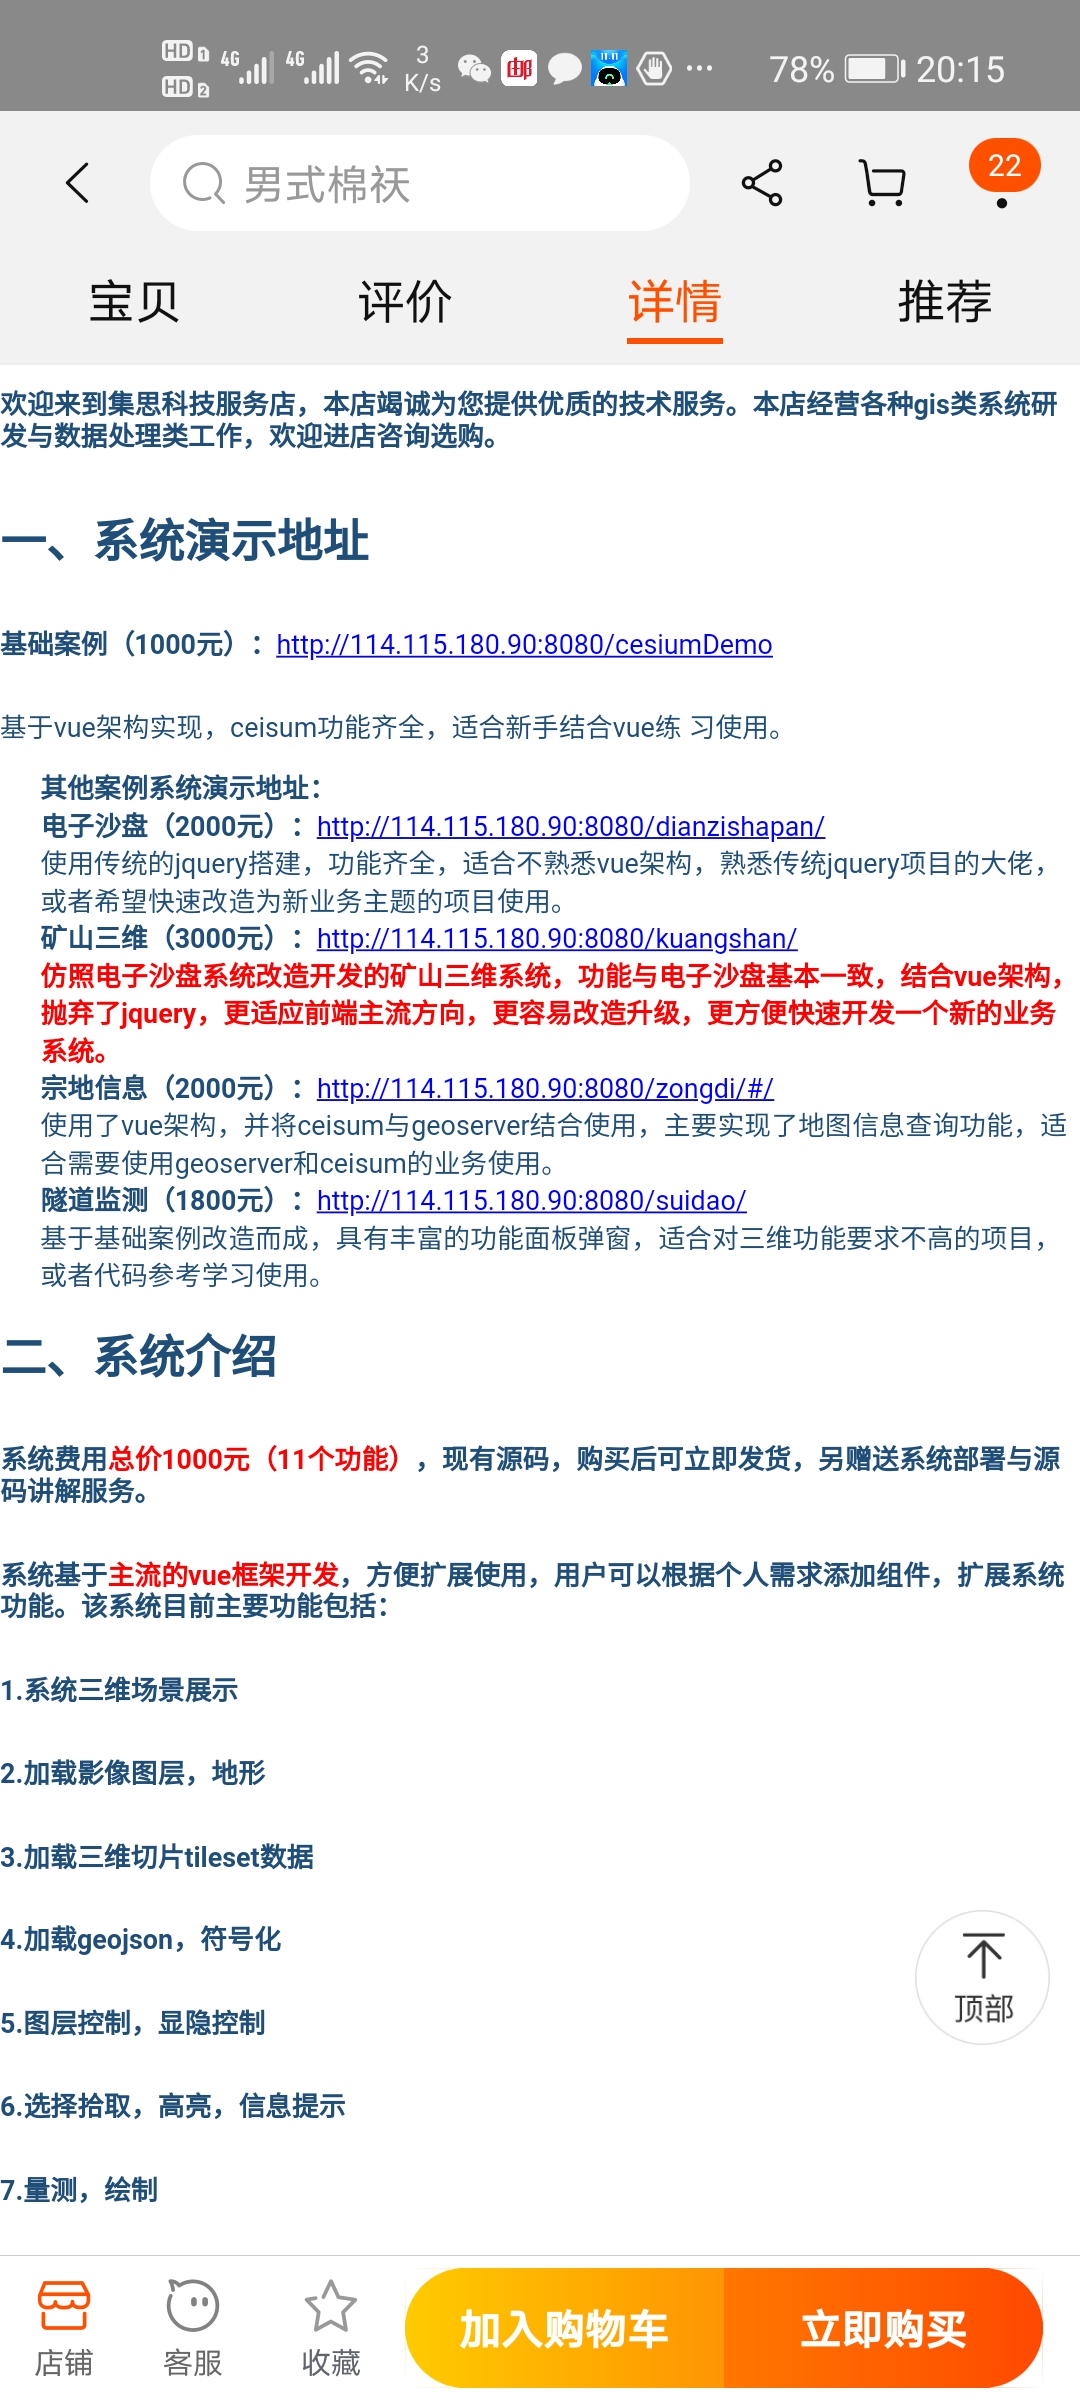 HD 1 4G 4G 3 K/s 11.11 邮 78% 20:15
HD 2
男式棉袄
22
宝贝 评价 详情 推荐
欢迎来到集思科技服务店，本店竭诚为您提供优质的技术服务。本店经营各种gis类系统研
发与数据处理类工作，欢迎进店咨询选购。
一、系统演示地址
基础案例（1000元）：http://114.115.180.90:8080/cesiumDemo
基于vue架构实现，ceisum功能齐全，适合新手结合vue练 习使用。
其他案例系统演示地址：
电子沙盘（2000元）：http://114.115.180.90:8080/dianzishapan/
使用传统的jquery搭建，功能齐全，适合不熟悉vue架构，熟悉传统jquery项目的大佬，
或者希望快速改造为新业务主题的项目使用。
矿山三维（3000元）：http://114.115.180.90:8080/kuangshan/
仿照电子沙盘系统改造开发的矿山三维系统，功能与电子沙盘基本一致，结合vue架构，
抛弃了jquery，更适应前端主流方向，更容易改造升级，更方便快速开发一个新的业务
系统。
宗地信息（2000元）：http://114.115.180.90:8080/zongdi/#/
使用了vue架构，并将ceisum与geoserver结合使用，主要实现了地图信息查询功能，适
合需要使用geoserver和ceisum的业务使用。
隧道监测（1800元）：http://114.115.180.90:8080/suidao/
基于基础案例改造而成，具有丰富的功能面板弹窗，适合对三维功能要求不高的项目，
或者代码参考学习使用。
二、系统介绍
系统费用总价1000元（11个功能），现有源码，购买后可立即发货，另赠送系统部署与源
码讲解服务。
系统基于主流的vue框架开发，方便扩展使用，用户可以根据个人需求添加组件，扩展系统
功能。该系统目前主要功能包括：
1.系统三维场景展示
2.加载影像图层，地形
3.加载三维切片tileset数据
4.加载geojson，符号化
5.图层控制，显隐控制
6.选择拾取，高亮，信息提示
7.量测，绘制
顶部
店铺 客服 收藏 加入购物车 立即购买